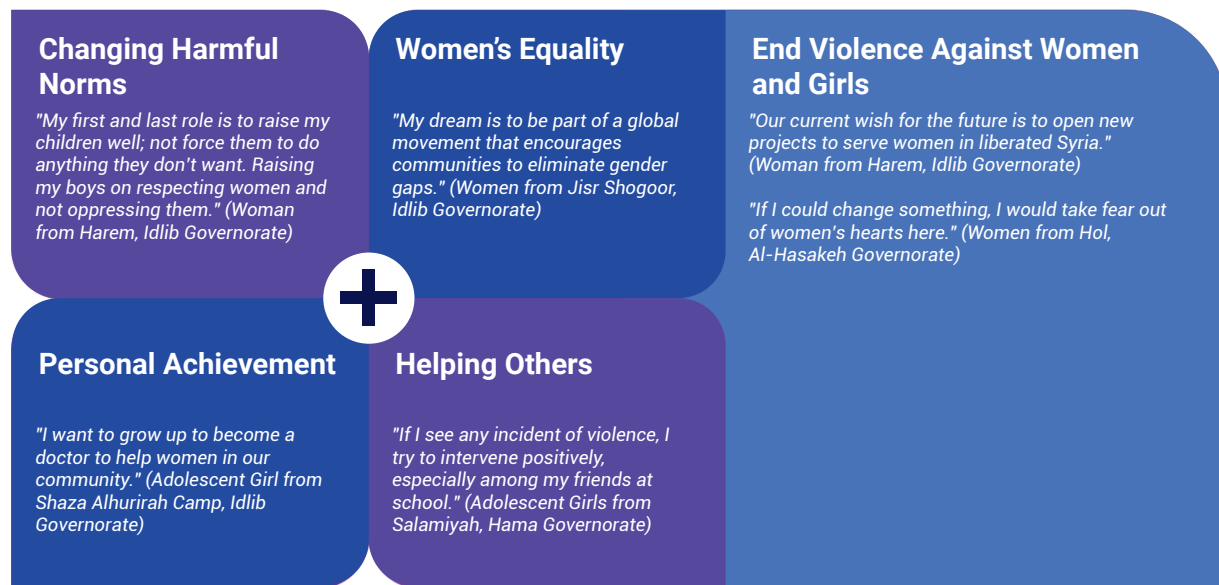 Changing Harmful
Norms
"My first and last role is to raise my
children well; not force them to do
anything they don't want. Raising
my boys on respecting women and
not oppressing them." (Woman
from Harem, Idlib Governorate)
Women's Equality
"My dream is to be part of a global
movement that encourages
communities to eliminate gender
gaps." (Women from Jisr Shogoor,
Idlib Governorate)
End Violence Against Women
and Girls
"Our current wish for the future is to open new
projects to serve women in liberated Syria."
(Woman from Harem, Idlib Governorate)
"If I could change something, I would take fear out
of women's hearts here." (Women from Hol,
Al-Hasakeh Governorate)
Personal Achievement
"I want to grow up to become a
doctor to help women in our
community." (Adolescent Girl from
Shaza Alhurirah Camp, Idlib
Governorate)
Helping Others
"If I see any incident of violence, I
try to intervene positively,
especially among my friends at
school." (Adolescent Girls from
Salamiyah, Hama Governorate)